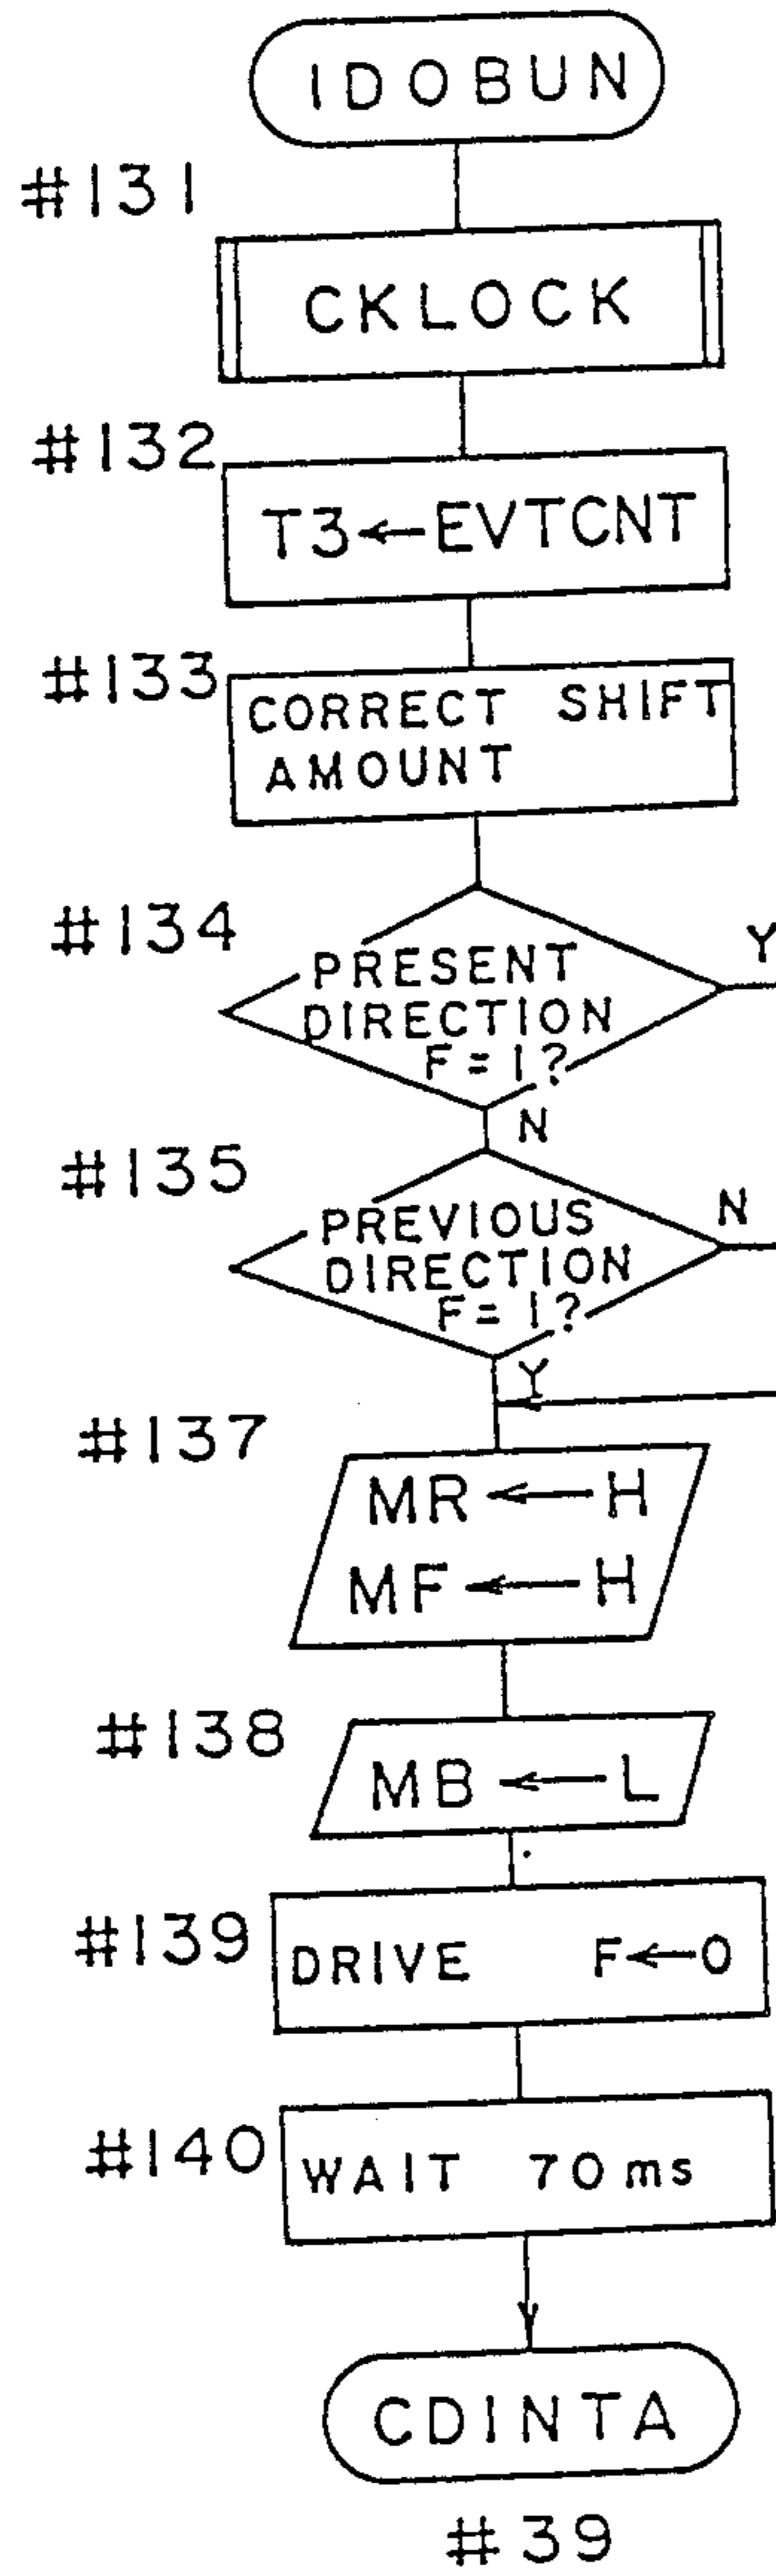 IDOBUN
#131
CKLOCK
#132
T3←EVTCNT
#133
CORRECT SHIFT
AMOUNT
#134
PRESENT
DIRECTION
F=1?
Y
N
#135
PREVIOUS
DIRECTION
F=1?
N
Y
#137
MR←H
MF←H
#138
MB←L
#139
DRIVE F←0
#140
WAIT 70ms
CDINTA
#39